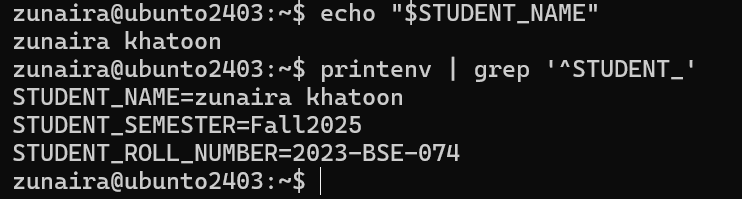 zunaira@ubunto2403:~$ echo "$STUDENT_NAME"
zunaira khatoon
zunaira@ubunto2403:~$ printenv | grep '^STUDENT_'
STUDENT_NAME=zunaira khatoon
STUDENT_SEMESTER=Fall2025
STUDENT_ROLL_NUMBER=2023-BSE-074
zunaira@ubunto2403:~$